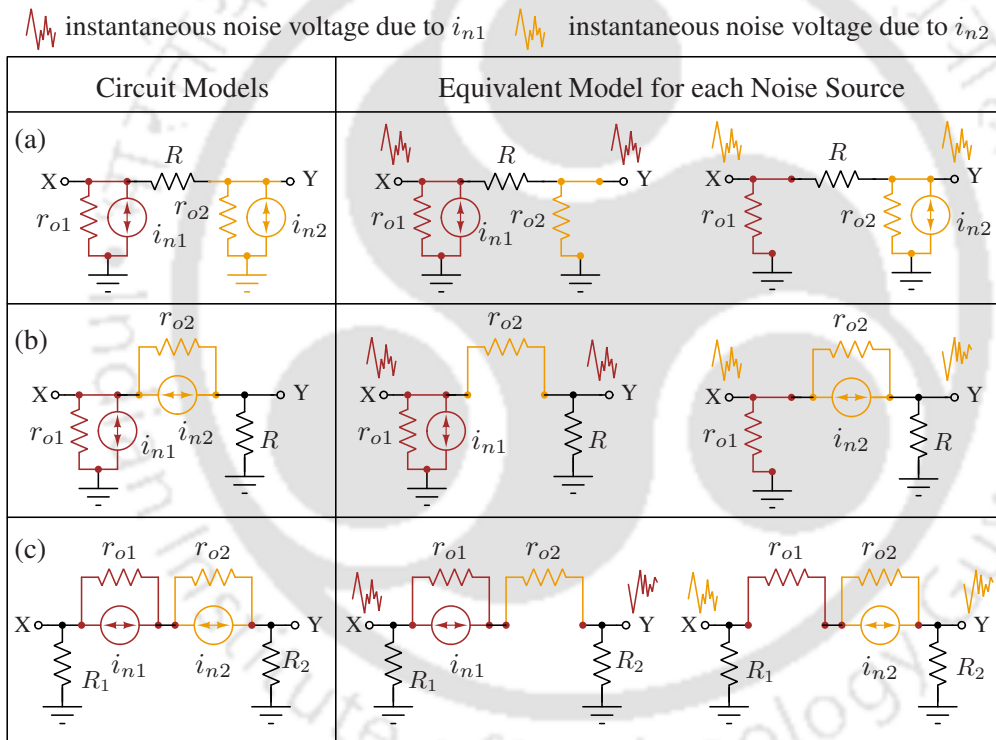 instantaneous noise voltage due to i_{n1} instantaneous noise voltage due to i_{n2}
Circuit Models Equivalent Model for each Noise Source
(a)
X R Y r_{o1} i_{n1} r_{o2} i_{n2}
X R Y r_{o1} i_{n1} r_{o2}
X R Y r_{o1} r_{o2} i_{n2}
(b)
r_{o2} X Y r_{o1} i_{n1} i_{n2} R
r_{o2} X Y r_{o1} i_{n1} R
r_{o2} X Y r_{o1} i_{n2} R
(c)
r_{o1} r_{o2} X Y i_{n1} i_{n2} R_1 R_2
r_{o1} r_{o2} X Y i_{n1} R_1 R_2
r_{o1} r_{o2} X Y i_{n2} R_1 R_2